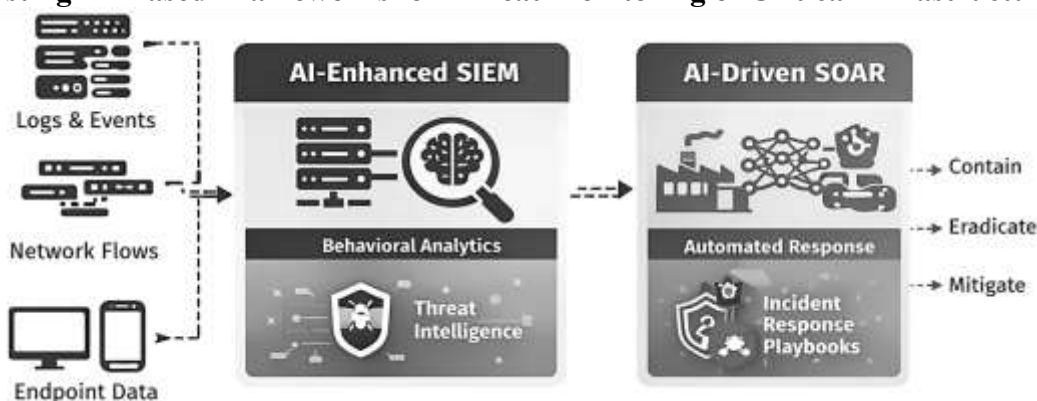 AI-Enhanced SIEM
AI-Driven SOAR
Logs & Events
Network Flows
Endpoint Data
Behavioral Analytics
Threat
Intelligence
Automated Response
Incident
Response
Playbooks
Contain
Eradicate
Mitigate